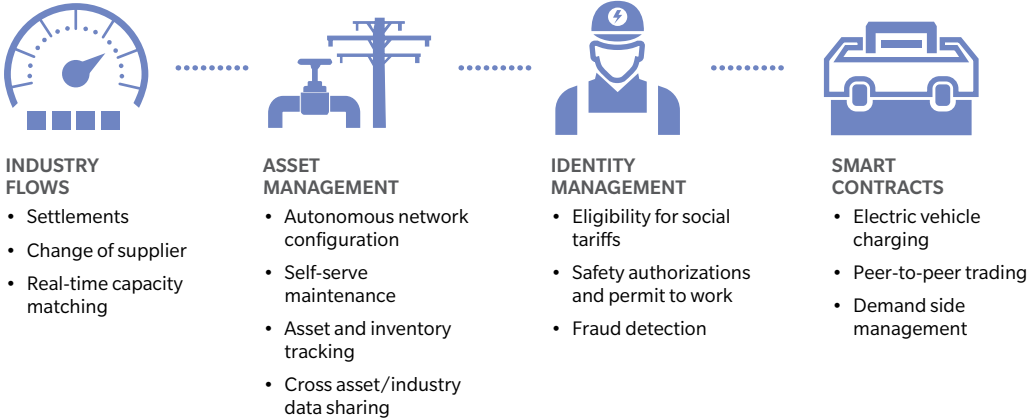 INDUSTRY
FLOWS
• Settlements
• Change of supplier
• Real-time capacity
matching
ASSET
MANAGEMENT
• Autonomous network
configuration
• Self-serve
maintenance
• Asset and inventory
tracking
• Cross asset/industry
data sharing
IDENTITY
MANAGEMENT
• Eligibility for social
tariffs
• Safety authorizations
and permit to work
• Fraud detection
SMART
CONTRACTS
• Electric vehicle
charging
• Peer-to-peer trading
• Demand side
management